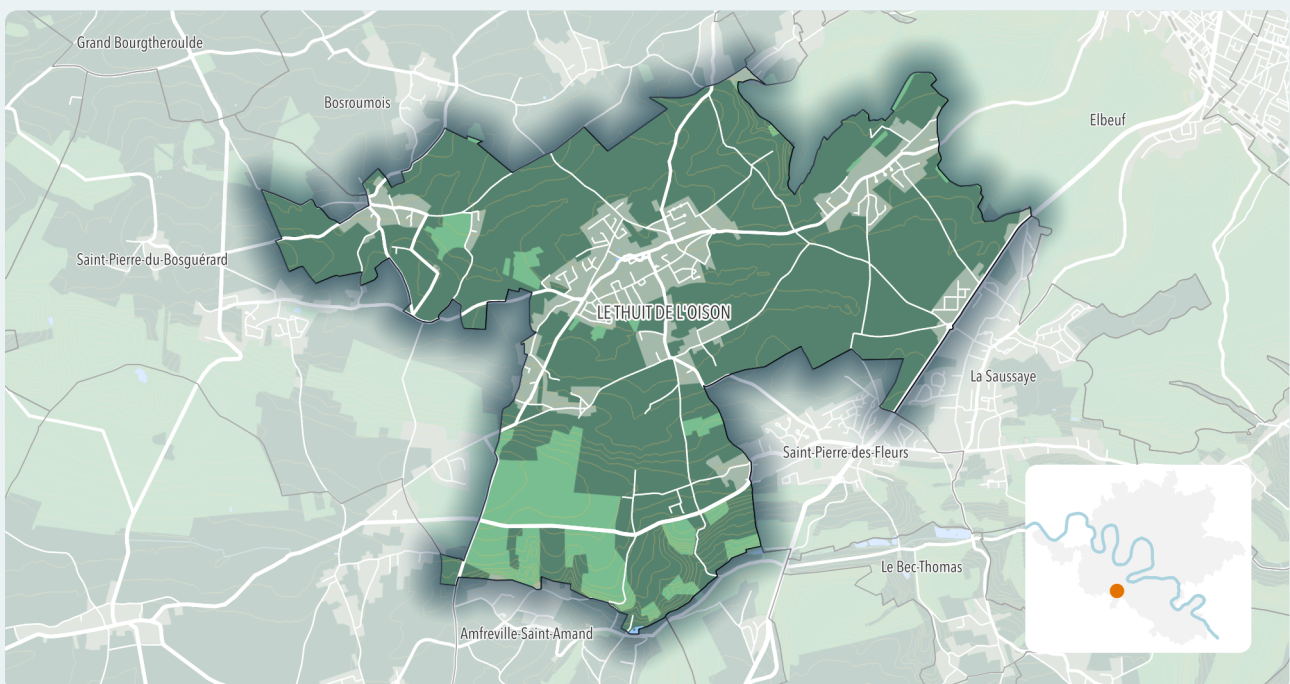 Grand Bourgtheroulde
Bosroumois
Elbeuf
Saint-Pierre-du-Bosguérard
LE THUIT DE L'OISON
La Saussaye
Saint-Pierre-des-Fleurs
Le Bec-Thomas
Amfreville-Saint-Amand